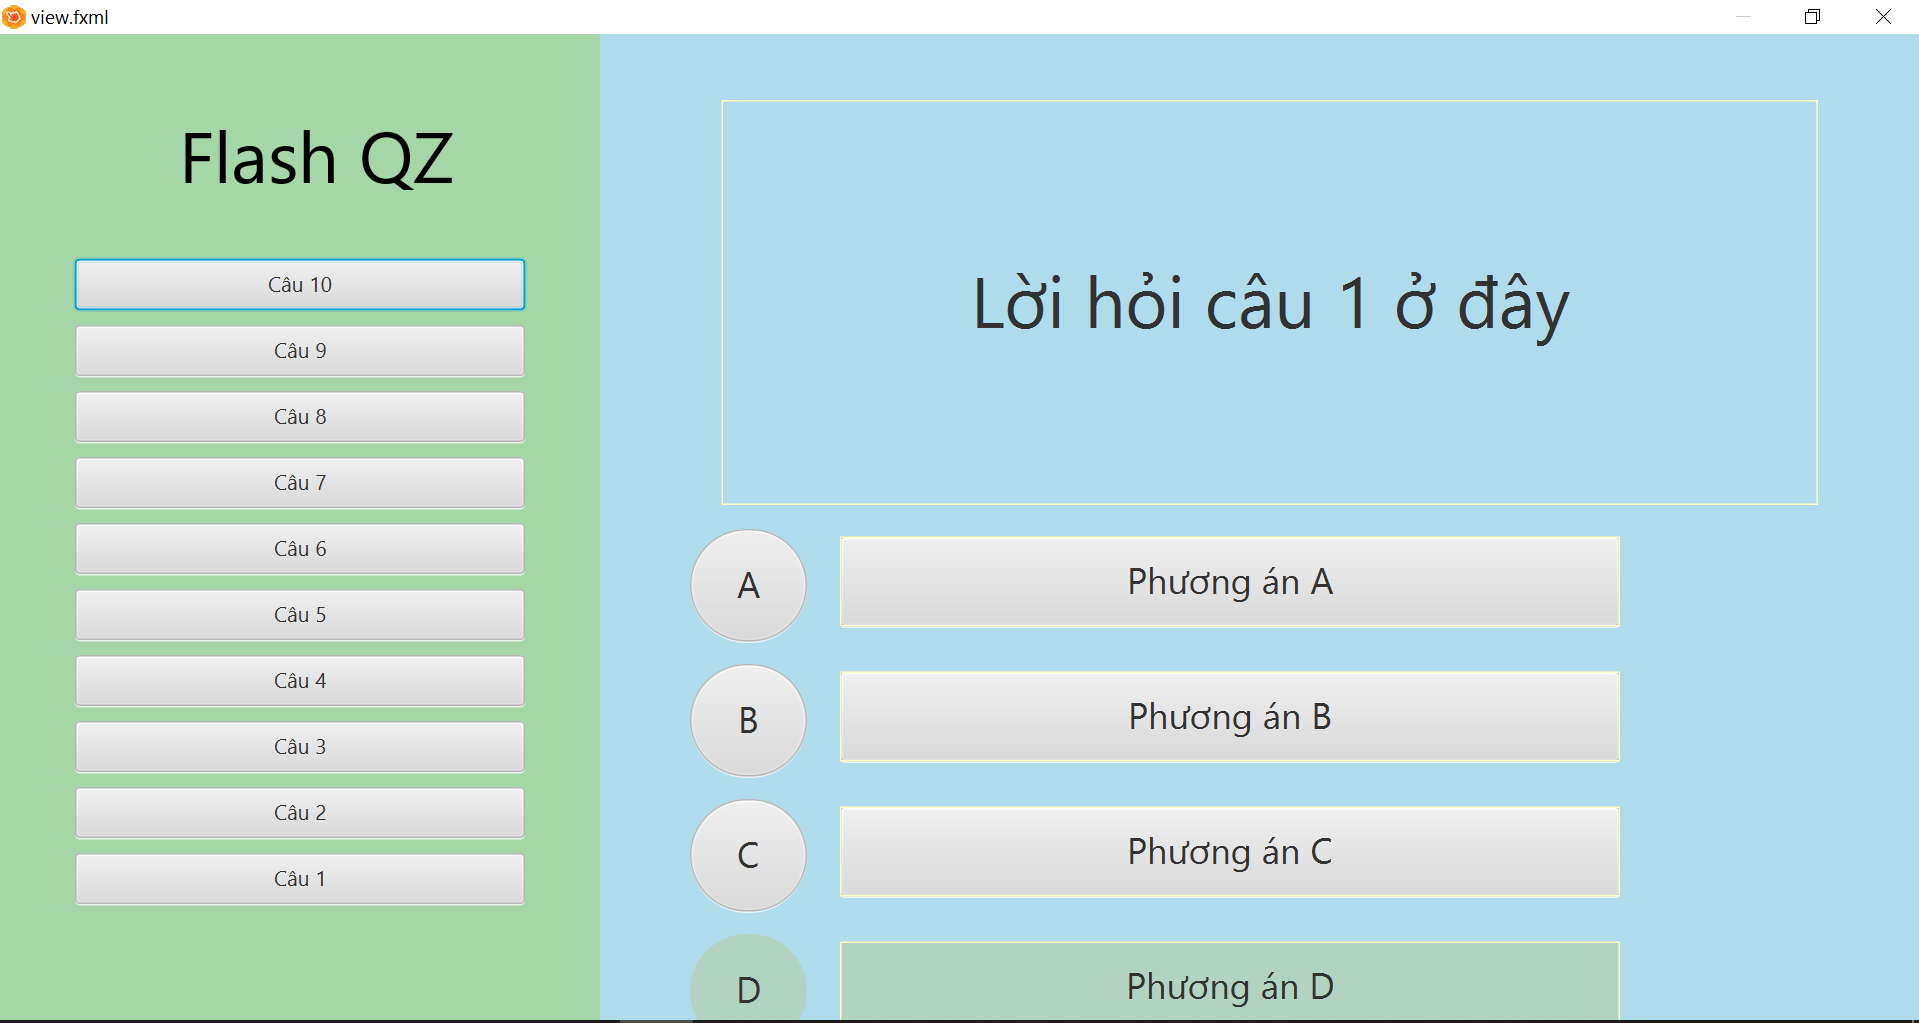 view.fxml
Flash QZ
Câu 10
Câu 9
Câu 8
Câu 7
Câu 6
Câu 5
Câu 4
Câu 3
Câu 2
Câu 1
Lời hỏi câu 1 ở đây
A
Phương án A
B
Phương án B
C
Phương án C
D
Phương án D